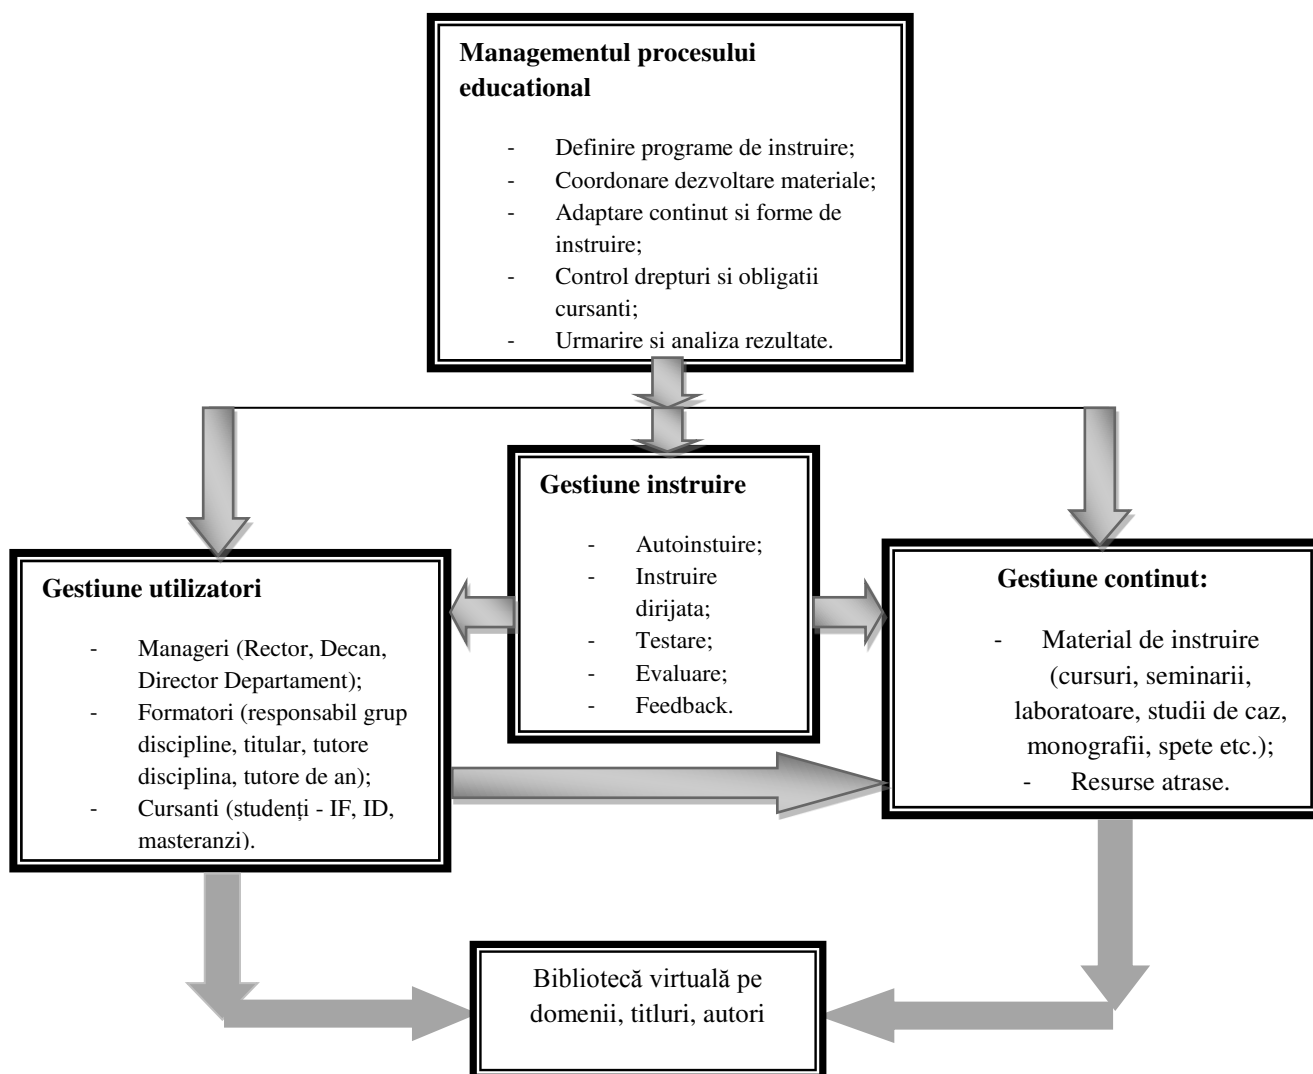 Managementul procesului
educational
- Definire programe de instruire;
- Coordonare dezvoltare materiale;
- Adaptare continut si forme de
instruire;
- Control drepturi si obligatii
cursanti;
- Urmarire si analiza rezultate.
Gestiune instruire
- Autoinstuire;
- Instruire
dirijata;
- Testare;
- Evaluare;
- Feedback.
Gestiune utilizatori
- Manageri (Rector, Decan,
Director Departament);
- Formatori (responsabil grup
discipline, titular, tutore
disciplina, tutore de an);
- Cursanti (studenți - IF, ID,
masteranzi).
Gestiune continut:
- Material de instruire
(cursuri, seminarii,
laboratoare, studii de caz,
monografii, spete etc.);
- Resurse atrase.
Bibliotecă virtuală pe
domenii, titluri, autori